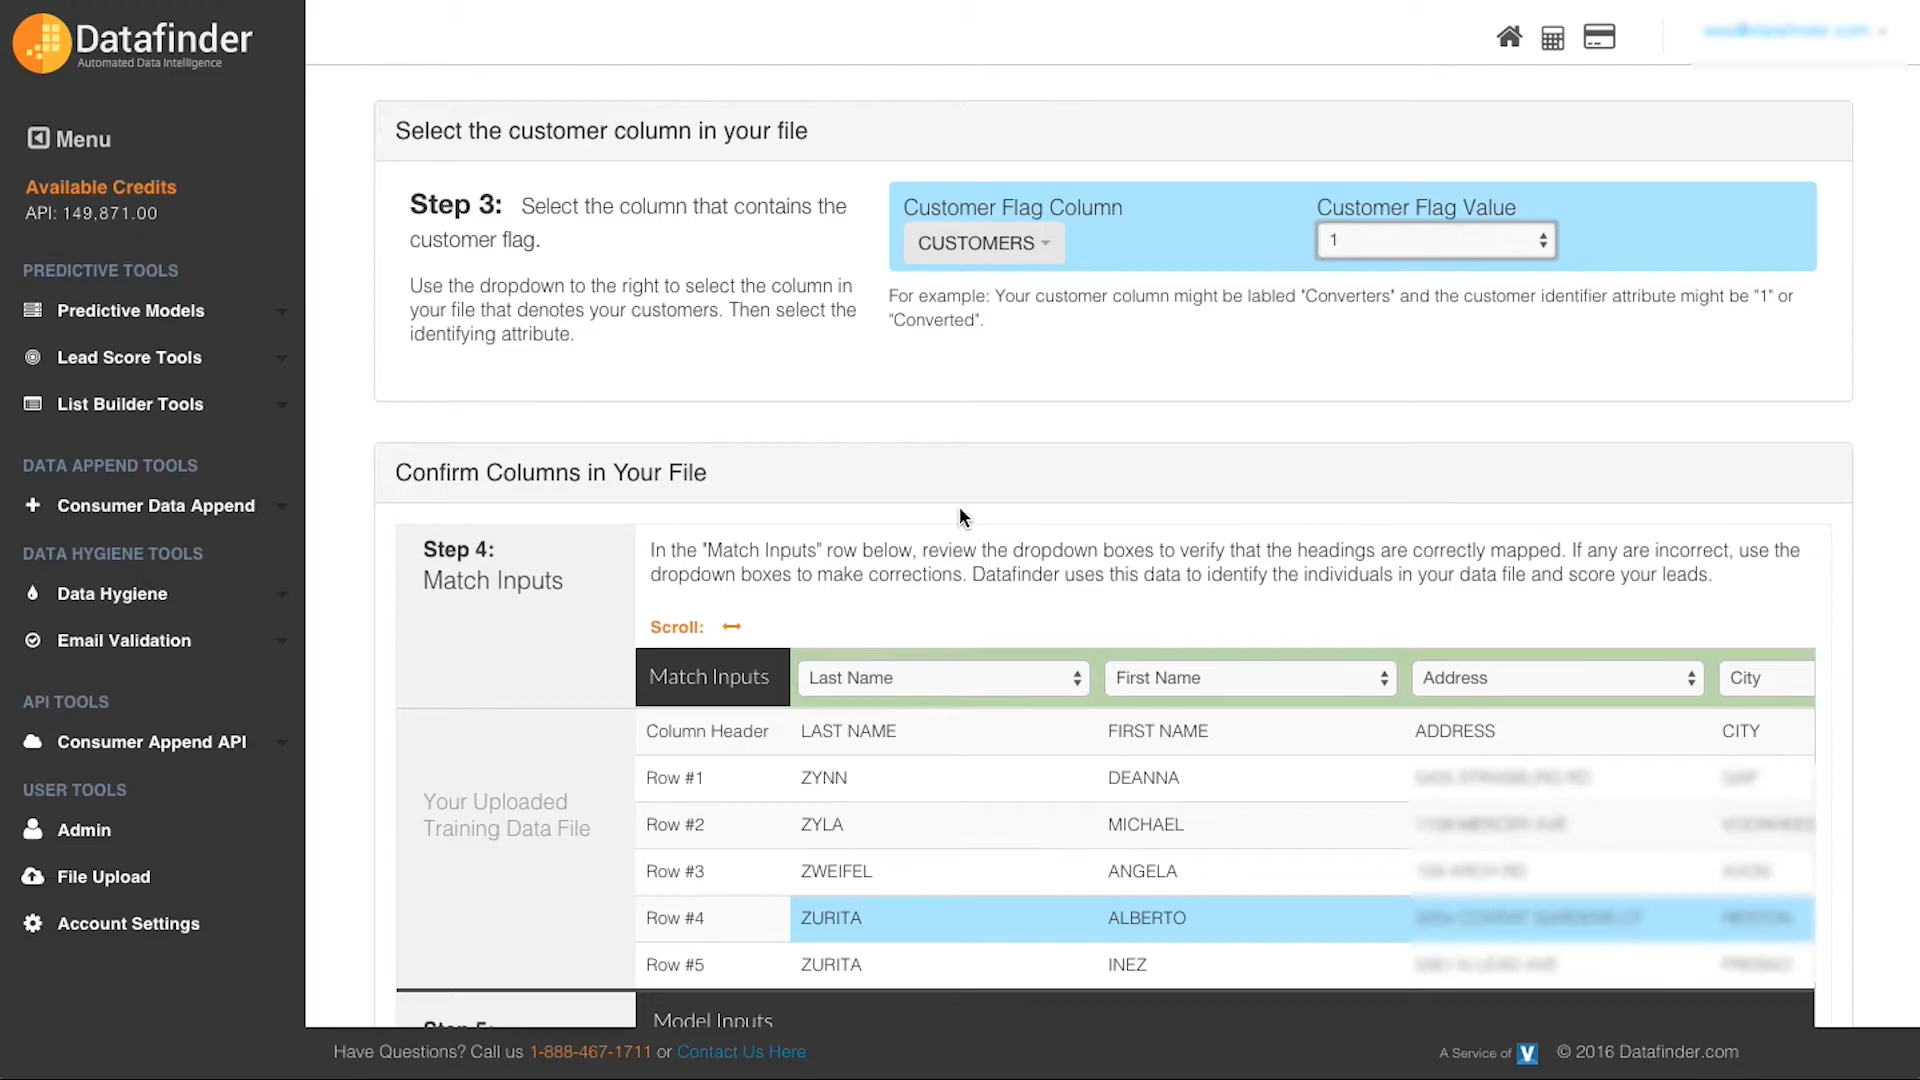 Datafinder
Automated Data Intelligence
Menu
Available Credits
API: 149,871.00
PREDICTIVE TOOLS
Predictive Models
Lead Score Tools
List Builder Tools
DATA APPEND TOOLS
Consumer Data Append
DATA HYGIENE TOOLS
Data Hygiene
Email Validation
API TOOLS
Consumer Append API
USER TOOLS
Admin
File Upload
Account Settings
Select the customer column in your file
Step 3: Select the column that contains the
customer flag.
Use the dropdown to the right to select the column in
your file that denotes your customers. Then select the
identifying attribute.
Customer Flag Column Customer Flag Value
CUSTOMERS 1
For example: Your customer column might be labled "Converters" and the customer identifier attribute might be "1" or
"Converted".
Confirm Columns in Your File
Step 4:
Match Inputs
In the "Match Inputs" row below, review the dropdown boxes to verify that the headings are correctly mapped. If any are incorrect, use the
dropdown boxes to make corrections. Datafinder uses this data to identify the individuals in your data file and score your leads.
Scroll:
Match Inputs Last Name First Name Address City
Column Header LAST NAME FIRST NAME ADDRESS CITY
Your Uploaded
Training Data File
Row #1 ZYNN DEANNA
Row #2 ZYLA MICHAEL
Row #3 ZWEIFEL ANGELA
Row #4 ZURITA ALBERTO
Row #5 ZURITA INEZ
Step 5:
Model Inputs
Have Questions? Call us 1-888-467-1711 or Contact Us Here
A Service of V © 2016 Datafinder.com